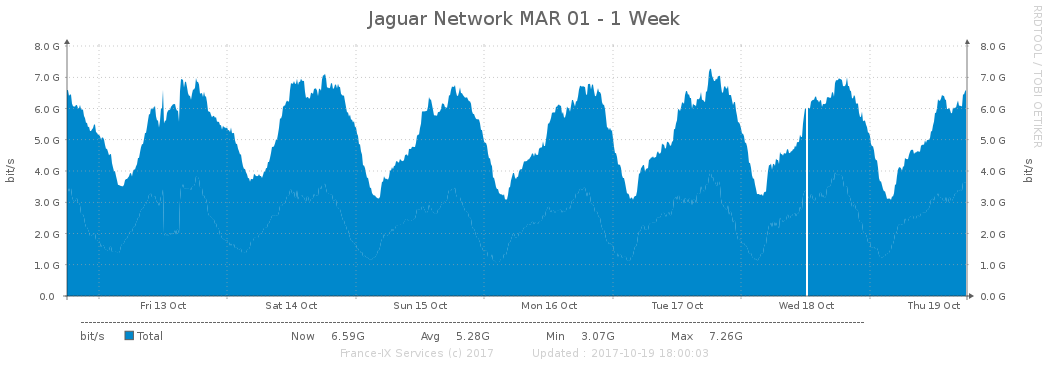 Jaguar Network MAR 01 - 1 Week
RRDTOOL / TOBI OETIKER
8.0 G 8.0 G
7.0 G 7.0 G
6.0 G 6.0 G
5.0 G 5.0 G
4.0 G 4.0 G
3.0 G 3.0 G
2.0 G 2.0 G
1.0 G 1.0 G
0.0 0.0 G
bit/s bit/s
Fri 13 Oct Sat 14 Oct Sun 15 Oct Mon 16 Oct Tue 17 Oct Wed 18 Oct Thu 19 Oct
bit/s Total Now 6.59G Avg 5.28G Min 3.07G Max 7.26G
France-IX Services (c) 2017 Updated : 2017-10-19 18:00:03